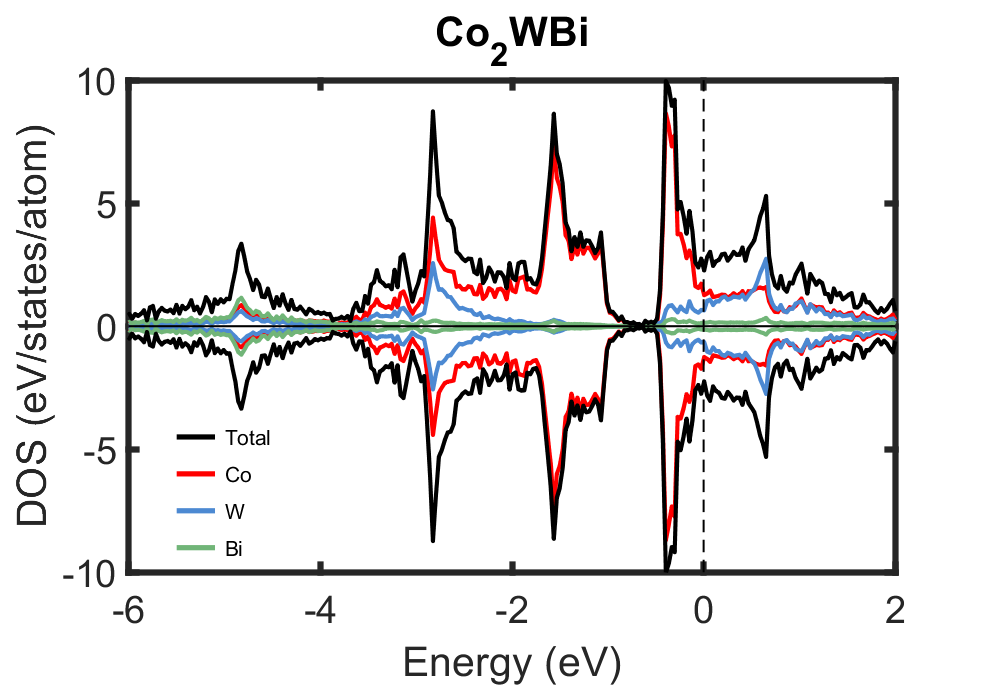 Co₂WBi
DOS (eV/states/atom)
10
5
0
-5
-10
Total
Co
W
Bi
-6
-4
-2
0
2
Energy (eV)